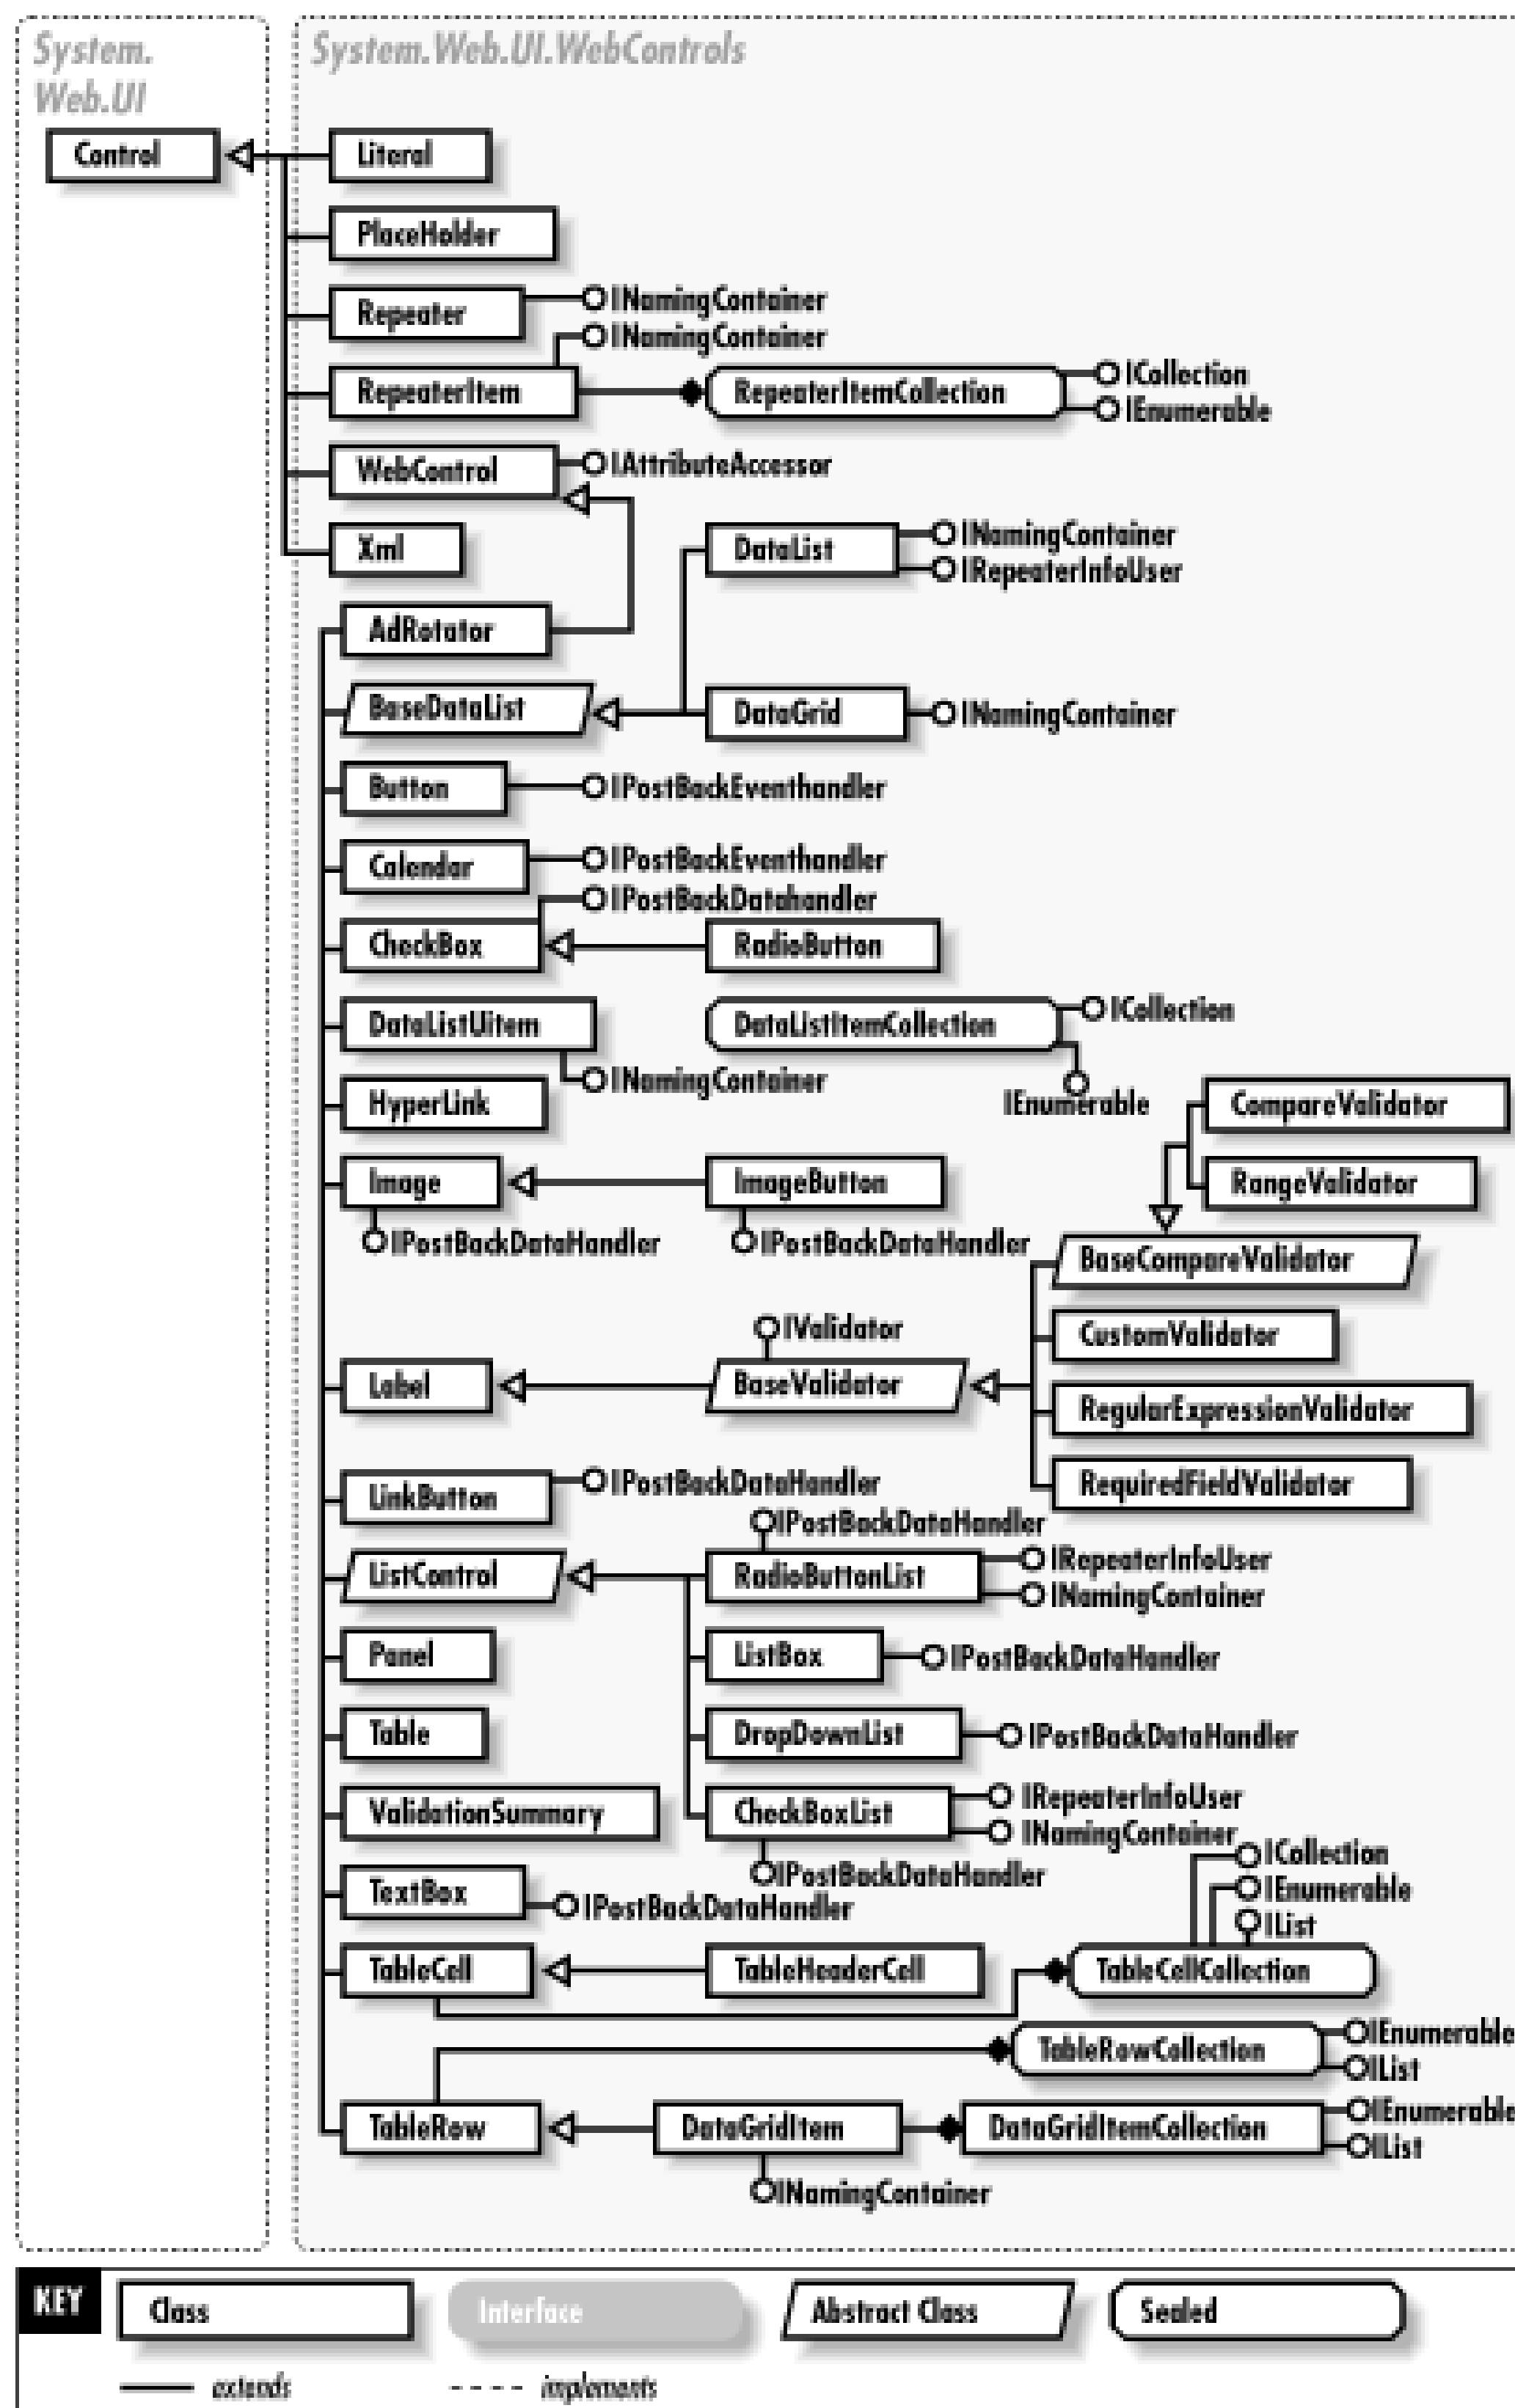 System.
Web.UI
System.Web.UI.WebControls
Control
Literal
PlaceHolder
Repeater
INamingContainer
INamingContainer
RepeaterItem
RepeaterItemCollection
ICollection
IEnumerable
WebControl
IAttributeAccessor
Xml
DataList
INamingContainer
IRepeaterInfoUser
AdRotator
BaseDataList
DataGrid
INamingContainer
Button
IPostBackEventhandler
Calendar
IPostBackEventhandler
IPostBackDatahandler
CheckBox
RadioButton
DataListUitem
DataListItemCollection
ICollection
INamingContainer
IEnumerable
HyperLink
CompareValidator
Image
ImageButton
RangeValidator
IPostBackDataHandler
IPostBackDataHandler
BaseCompareValidator
IValidator
CustomValidator
Label
BaseValidator
RegularExpressionValidator
LinkButton
IPostBackDataHandler
RequiredFieldValidator
IPostBackDataHandler
ListControl
RadioButtonList
IRepeaterInfoUser
INamingContainer
Panel
ListBox
IPostBackDataHandler
Table
DropDownList
IPostBackDataHandler
ValidationSummary
CheckBoxList
IRepeaterInfoUser
INamingContainer
IPostBackDataHandler
ICollection
IEnumerable
IList
TextBox
IPostBackDataHandler
TableCell
TableHeaderCell
TableCellCollection
TableRowCollection
IEnumerable
IList
TableRow
DataGridItem
DataGridItemCollection
IEnumerable
IList
INamingContainer
KEY
Class
Interface
Abstract Class
Sealed
extends
implements